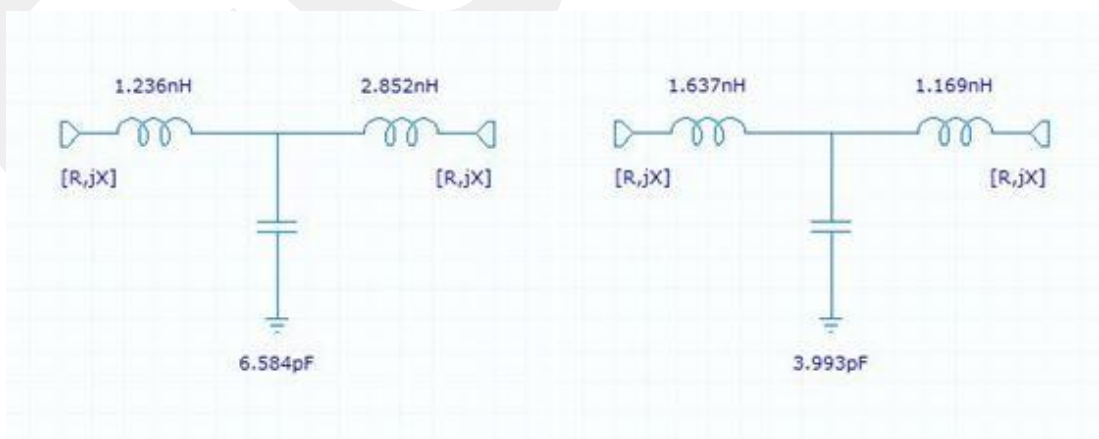 1.236nH 2.852nH 1.637nH 1.169nH
[R,jX] [R,jX] [R,jX] [R,jX]
6.584pF 3.993pF